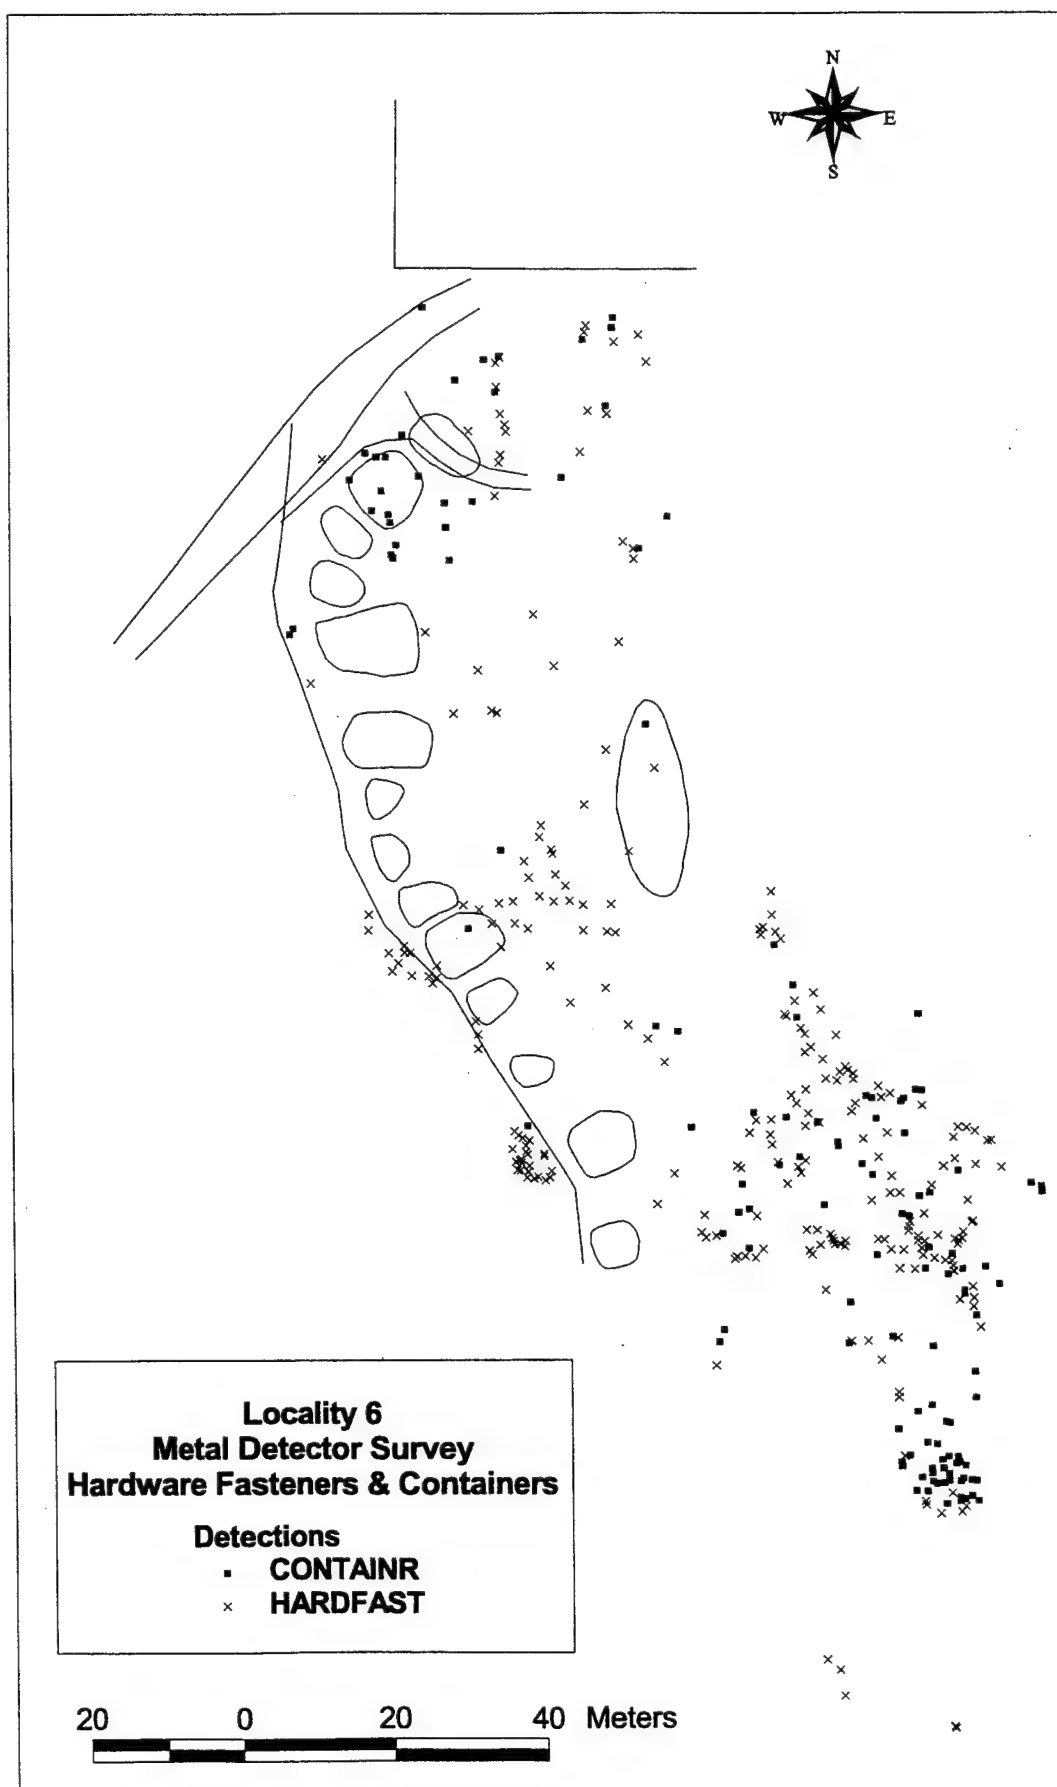 N
W E
S
Locality 6
Metal Detector Survey
Hardware Fasteners & Containers
Detections
CONTAINR
HARDFAST
20 0 20 40 Meters